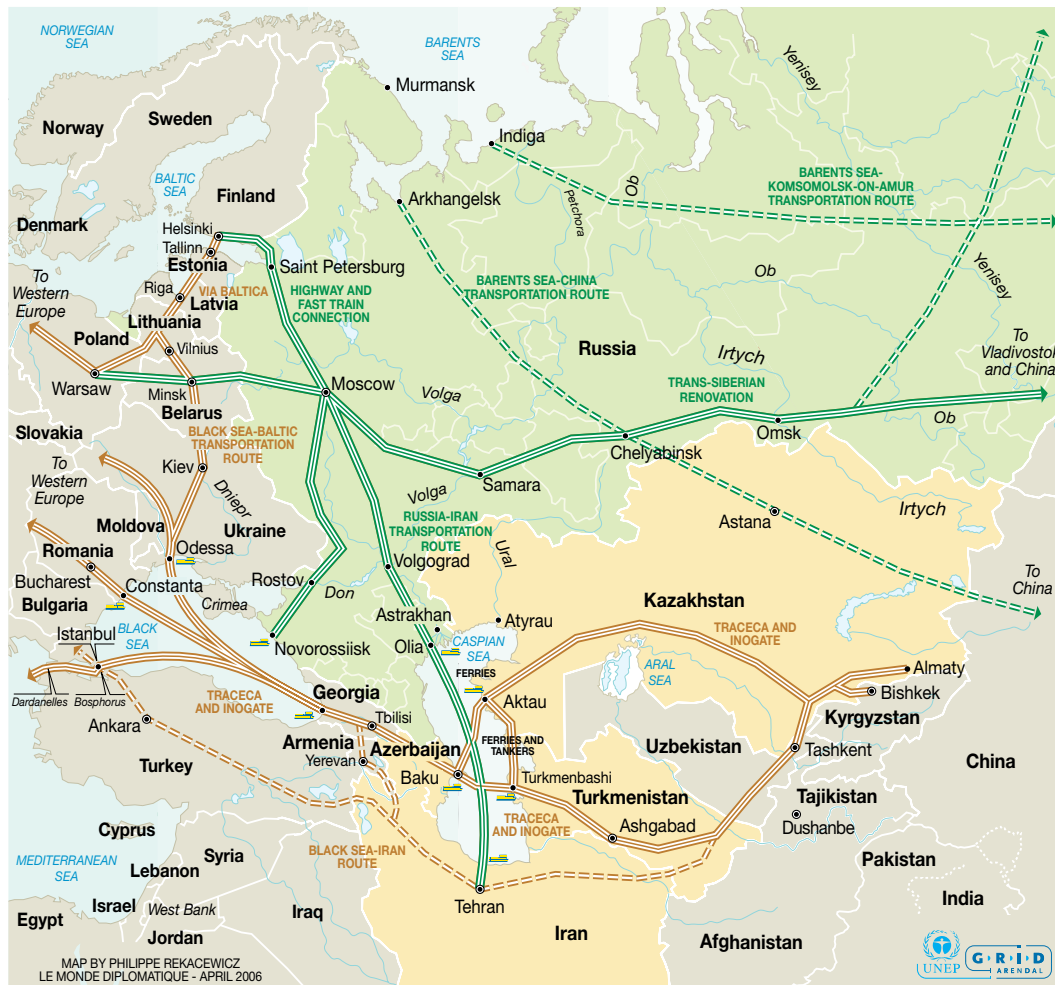 NORWEGIAN
SEA
BARENTS
SEA
Yenisey
Murmansk
Norway
Sweden
Indiga
BALTIC
SEA
Finland
Arkhangelsk
Petchora
Ob
BARENTS SEA-
KOMSOMOLSK-ON-AMUR
TRANSPORTATION ROUTE
Denmark
Helsinki
Tallinn
Estonia
Saint Petersburg
To
Western
Europe
Riga
VIA BALTICA
Latvia
HIGHWAY AND
FAST TRAIN
CONNECTION
BARENTS SEA-CHINA
TRANSPORTATION ROUTE
Ob
Yenisey
Lithuania
Poland
Vilnius
Russia
Irtych
To
Vladivostok
and China
Warsaw
Minsk
Belarus
Moscow
Volga
TRANS-SIBERIAN
RENOVATION
Ob
Slovakia
BLACK SEA-BALTIC
TRANSPORTATION
ROUTE
Omsk
Chelyabinsk
To
Western
Europe
Kiev
Dniepr
Samara
Volga
Irtych
Moldova
Ukraine
RUSSIA-IRAN
TRANSPORTATION
ROUTE
Ural
Astana
Romania
Odessa
Volgograd
Bucharest
Constanta
Rostov
Don
To
China
Bulgaria
Crimea
Astrakhan
Atyrau
Kazakhstan
Istanbul
BLACK
SEA
Novorossiisk
Olia
CASPIAN
SEA
TRACECA AND
INOGATE
FERRIES
ARAL
SEA
Almaty
Dardanelles
Bosphorus
TRACECA
AND INOGATE
Georgia
Aktau
Bishkek
Ankara
Tbilisi
Kyrgyzstan
Armenia
Azerbaijan
FERRIES AND
TANKERS
Uzbekistan
Tashkent
Yerevan
Turkey
Baku
Turkmenbashi
China
Turkmenistan
Tajikistan
Cyprus
TRACECA
AND INOGATE
Ashgabad
Dushanbe
MEDITERRANEAN
SEA
Syria
Lebanon
BLACK SEA-IRAN
ROUTE
Pakistan
Israel
West Bank
Iraq
Tehran
India
Egypt
Jordan
Iran
Afghanistan
MAP BY PHILIPPE REKACEWICZ
LE MONDE DIPLOMATIQUE - APRIL 2006
UNEP
GRID
ARENDAL